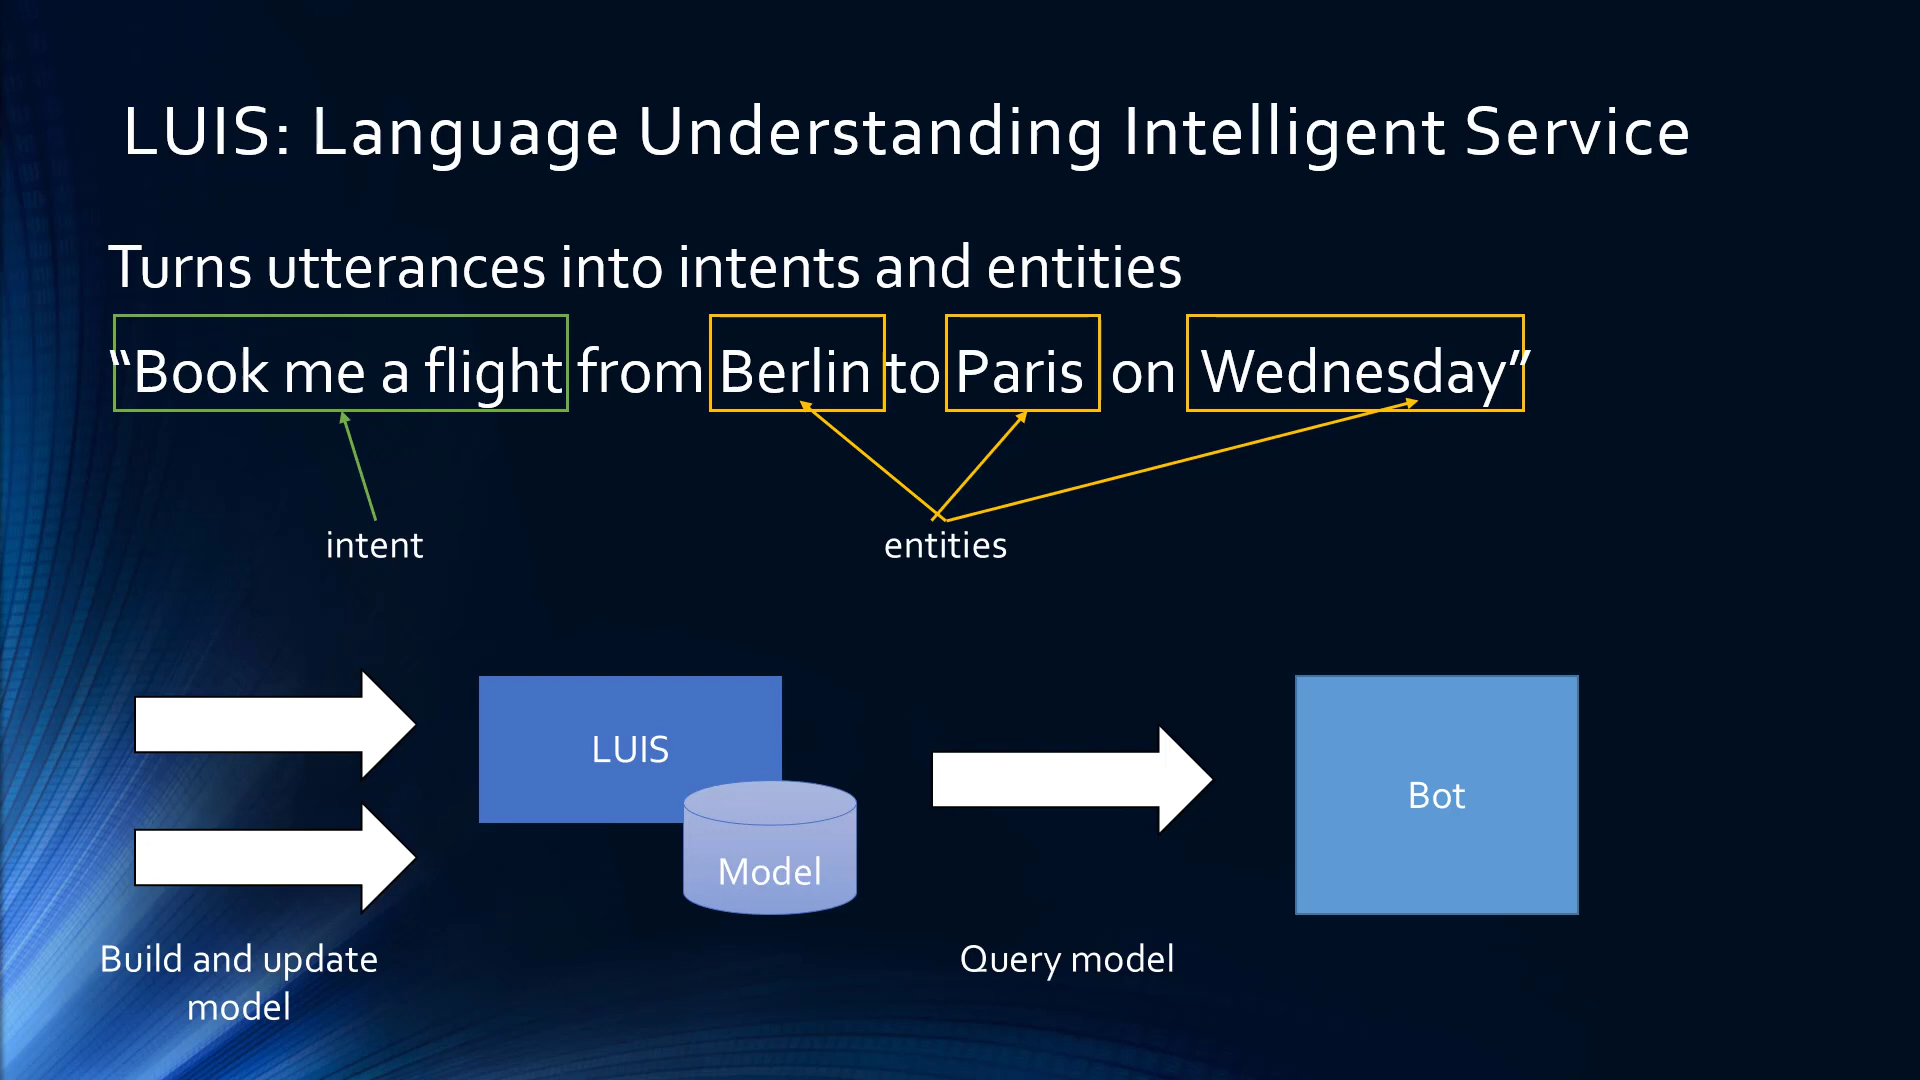 LUIS: Language Understanding Intelligent Service
Turns utterances into intents and entities
“Book me a flight from Berlin to Paris on Wednesday”
intent
entities
LUIS
Model
Bot
Build and update
model
Query model